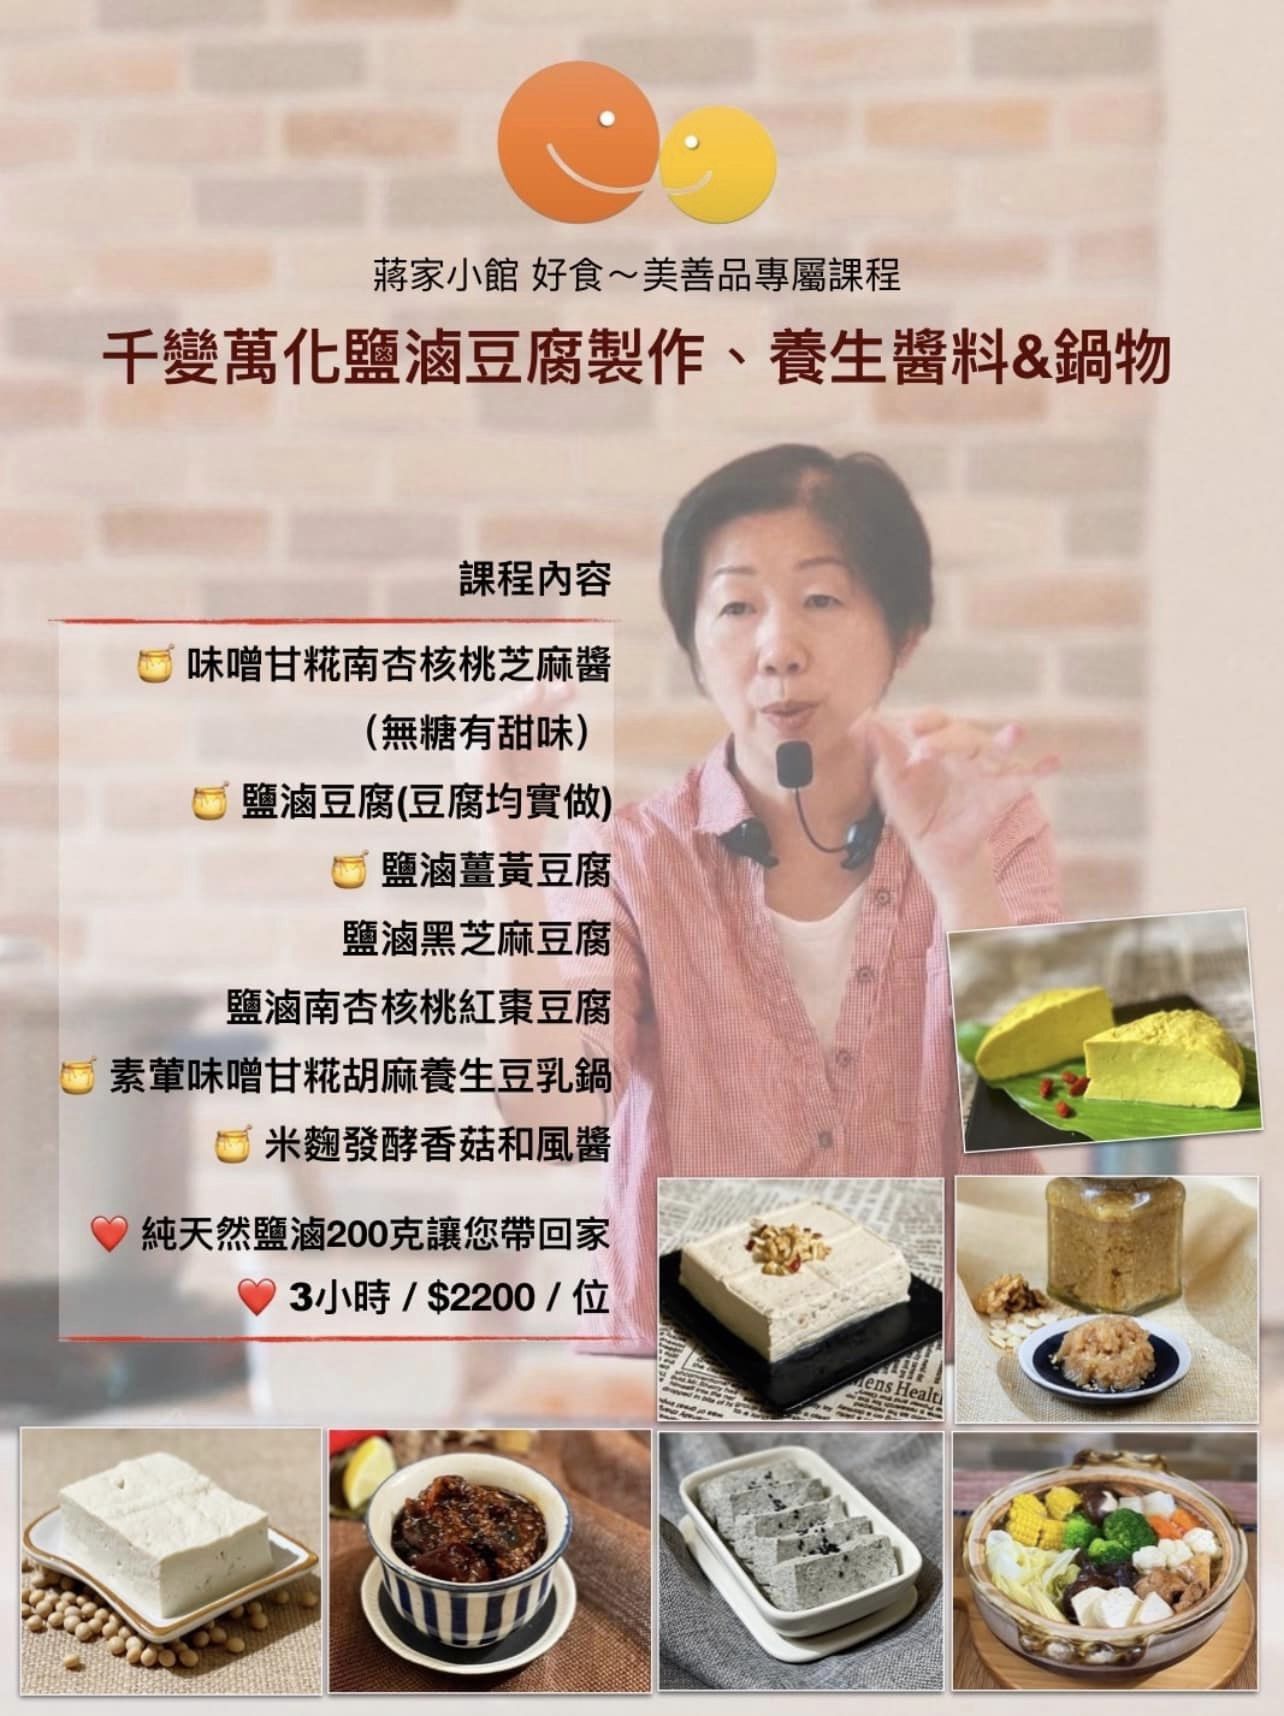 蔣家小館 好食～美善品專屬課程
千變萬化鹽滷豆腐製作、養生醬料&鍋物
課程內容
🍯 味噌甘糀南杏核桃芝麻醬
（無糖有甜味）
🍯 鹽滷豆腐(豆腐均實做)
🍯 鹽滷薑黃豆腐
鹽滷黑芝麻豆腐
鹽滷南杏核桃紅棗豆腐
🍯 素葷味噌甘糀胡麻養生豆乳鍋
🍯 米麴發酵香菇和風醬
❤️ 純天然鹽滷200克讓您帶回家
❤️ 3小時 / $2200 / 位